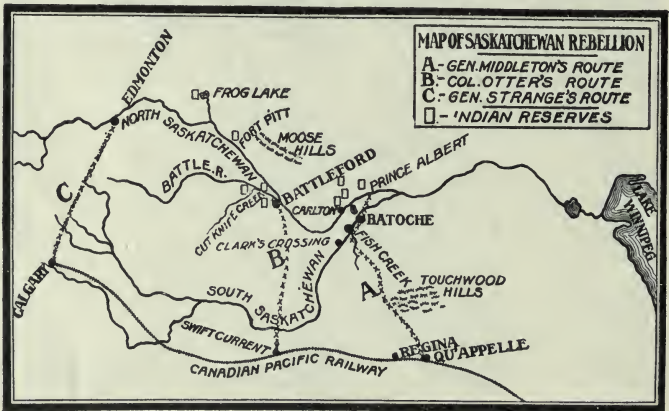 MAP OF SASKATCHEWAN REBELLION
A.- GEN. MIDDLETON'S ROUTE
B.- COL. OTTER'S ROUTE
C.- GEN. STRANGE'S ROUTE
▯.- 'NDIAN RESERVES
EDMONTON
FROG LAKE
NORTH SASKATCHEWAN
FORT PITT
MOOSE
HILLS
BATTLE.R.
BATTLEFORD
PRINCE ALBERT
CUT KNIFE CREEK
CARLTON
BATOCHE
CLARK'S CROSSING
FISH CREEK
C
B
A
LAKE
WINNIPEG
TOUCHWOOD
HILLS
CALGARY
SOUTH
SASKATCHEWAN
SWIFT CURRENT
REGINA
QU'APPELLE
CANADIAN PACIFIC RAILWAY